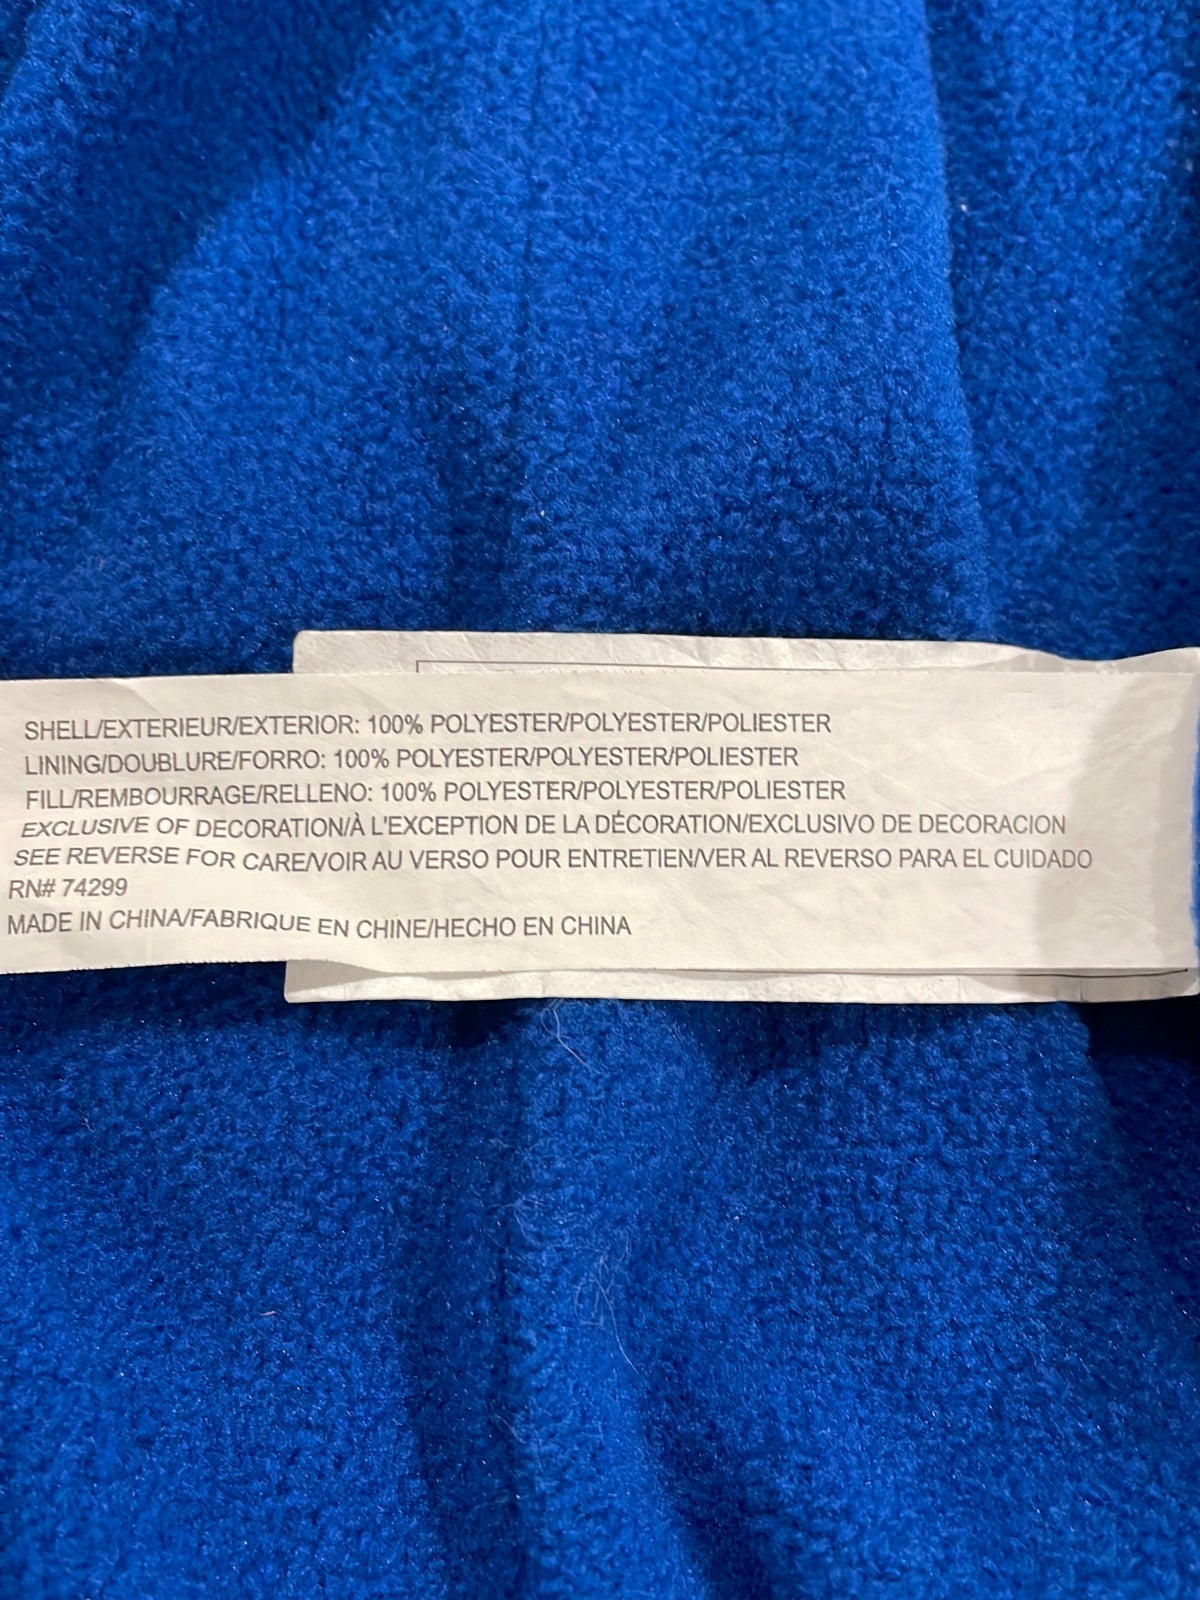 SHELL/EXTERIEUR/EXTERIOR: 100% POLYESTER/POLYESTER/POLIESTER
LINING/DOUBLURE/FORRO: 100% POLYESTER/POLYESTER/POLIESTER
FILL/REMBOURRAGE/RELLENO: 100% POLYESTER/POLYESTER/POLIESTER
EXCLUSIVE OF DECORATION/À L'EXCEPTION DE LA DÉCORATION/EXCLUSIVO DE DECORACION
SEE REVERSE FOR CARE/VOIR AU VERSO POUR ENTRETIEN/VER AL REVERSO PARA EL CUIDADO
RN# 74299
MADE IN CHINA/FABRIQUE EN CHINE/HECHO EN CHINA